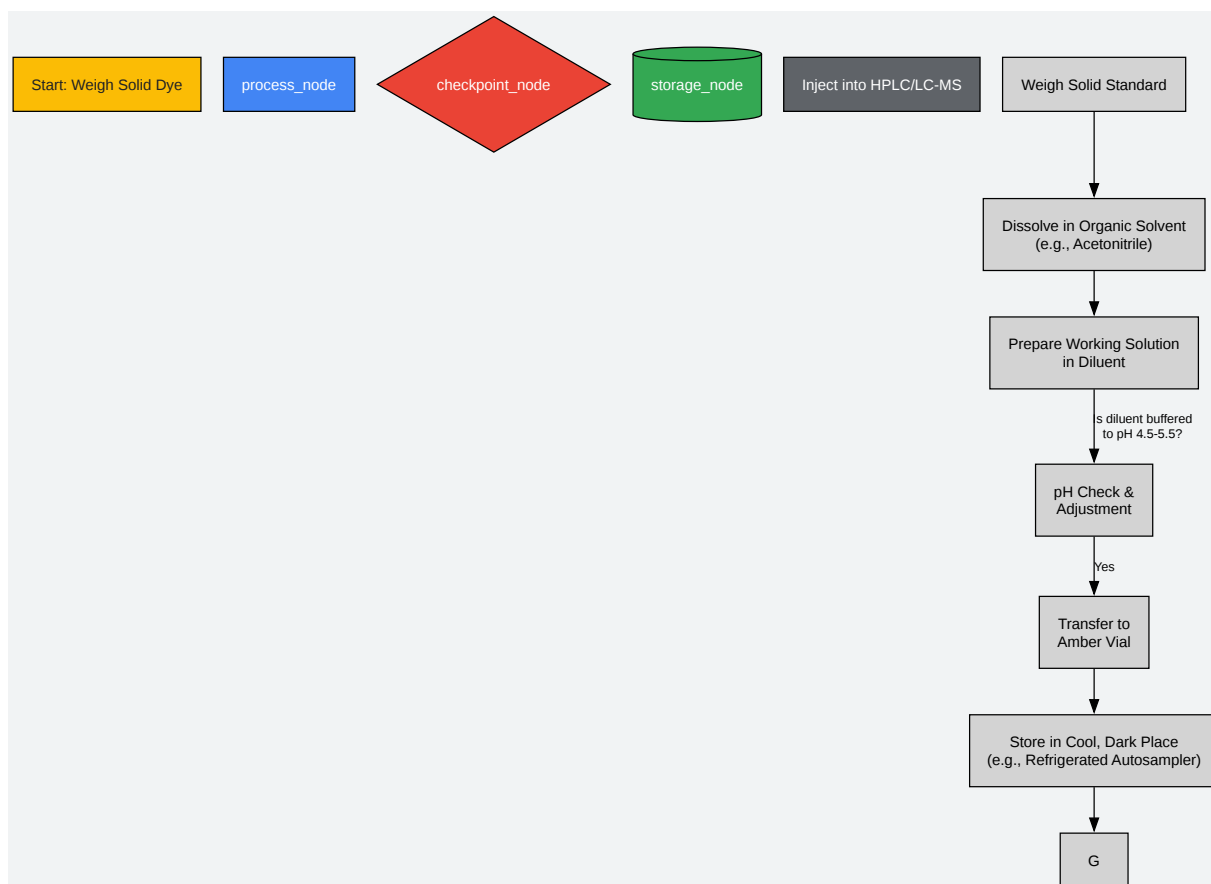 Start: Weigh Solid Dye
process_node
checkpoint_node
storage_node
Inject into HPLC/LC-MS
Weigh Solid Standard
Dissolve in Organic Solvent
(e.g., Acetonitrile)
Prepare Working Solution
in Diluent
Is diluent buffered
to pH 4.5-5.5?
pH Check &
Adjustment
Yes
Transfer to
Amber Vial
Store in Cool, Dark Place
(e.g., Refrigerated Autosampler)
G